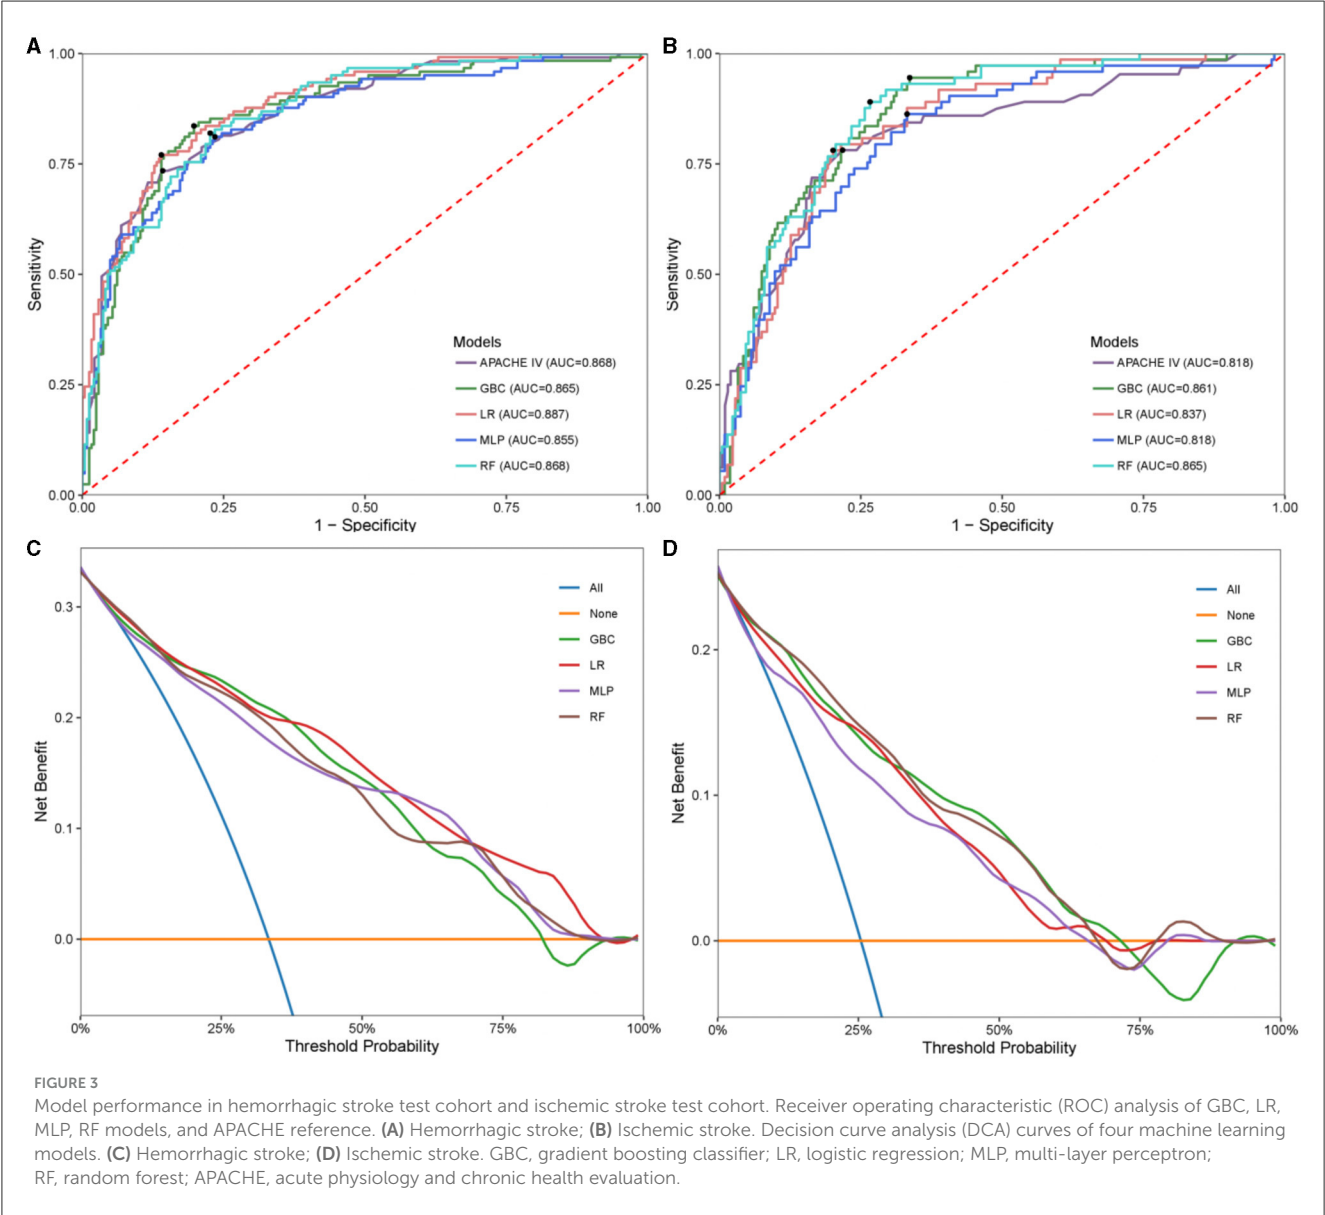 A
1.00
0.75
0.50
0.25
0.00
Sensitivity
0.00 0.25 0.50 0.75 1.00
1 − Specificity
Models
APACHE IV (AUC=0.868)
GBC (AUC=0.865)
LR (AUC=0.887)
MLP (AUC=0.855)
RF (AUC=0.868)
B
1.00
0.75
0.50
0.25
0.00
Sensitivity
0.00 0.25 0.50 0.75 1.00
1 − Specificity
Models
APACHE IV (AUC=0.818)
GBC (AUC=0.861)
LR (AUC=0.837)
MLP (AUC=0.818)
RF (AUC=0.865)
C
0.3
0.2
0.1
0.0
Net Benefit
0% 25% 50% 75% 100%
Threshold Probability
All
None
GBC
LR
MLP
RF
D
0.2
0.1
0.0
Net Benefit
0% 25% 50% 75% 100%
Threshold Probability
All
None
GBC
LR
MLP
RF
FIGURE 3
Model performance in hemorrhagic stroke test cohort and ischemic stroke test cohort. Receiver operating characteristic (ROC) analysis of GBC, LR,
MLP, RF models, and APACHE reference. (A) Hemorrhagic stroke; (B) Ischemic stroke. Decision curve analysis (DCA) curves of four machine learning
models. (C) Hemorrhagic stroke; (D) Ischemic stroke. GBC, gradient boosting classifier; LR, logistic regression; MLP, multi-layer perceptron;
RF, random forest; APACHE, acute physiology and chronic health evaluation.